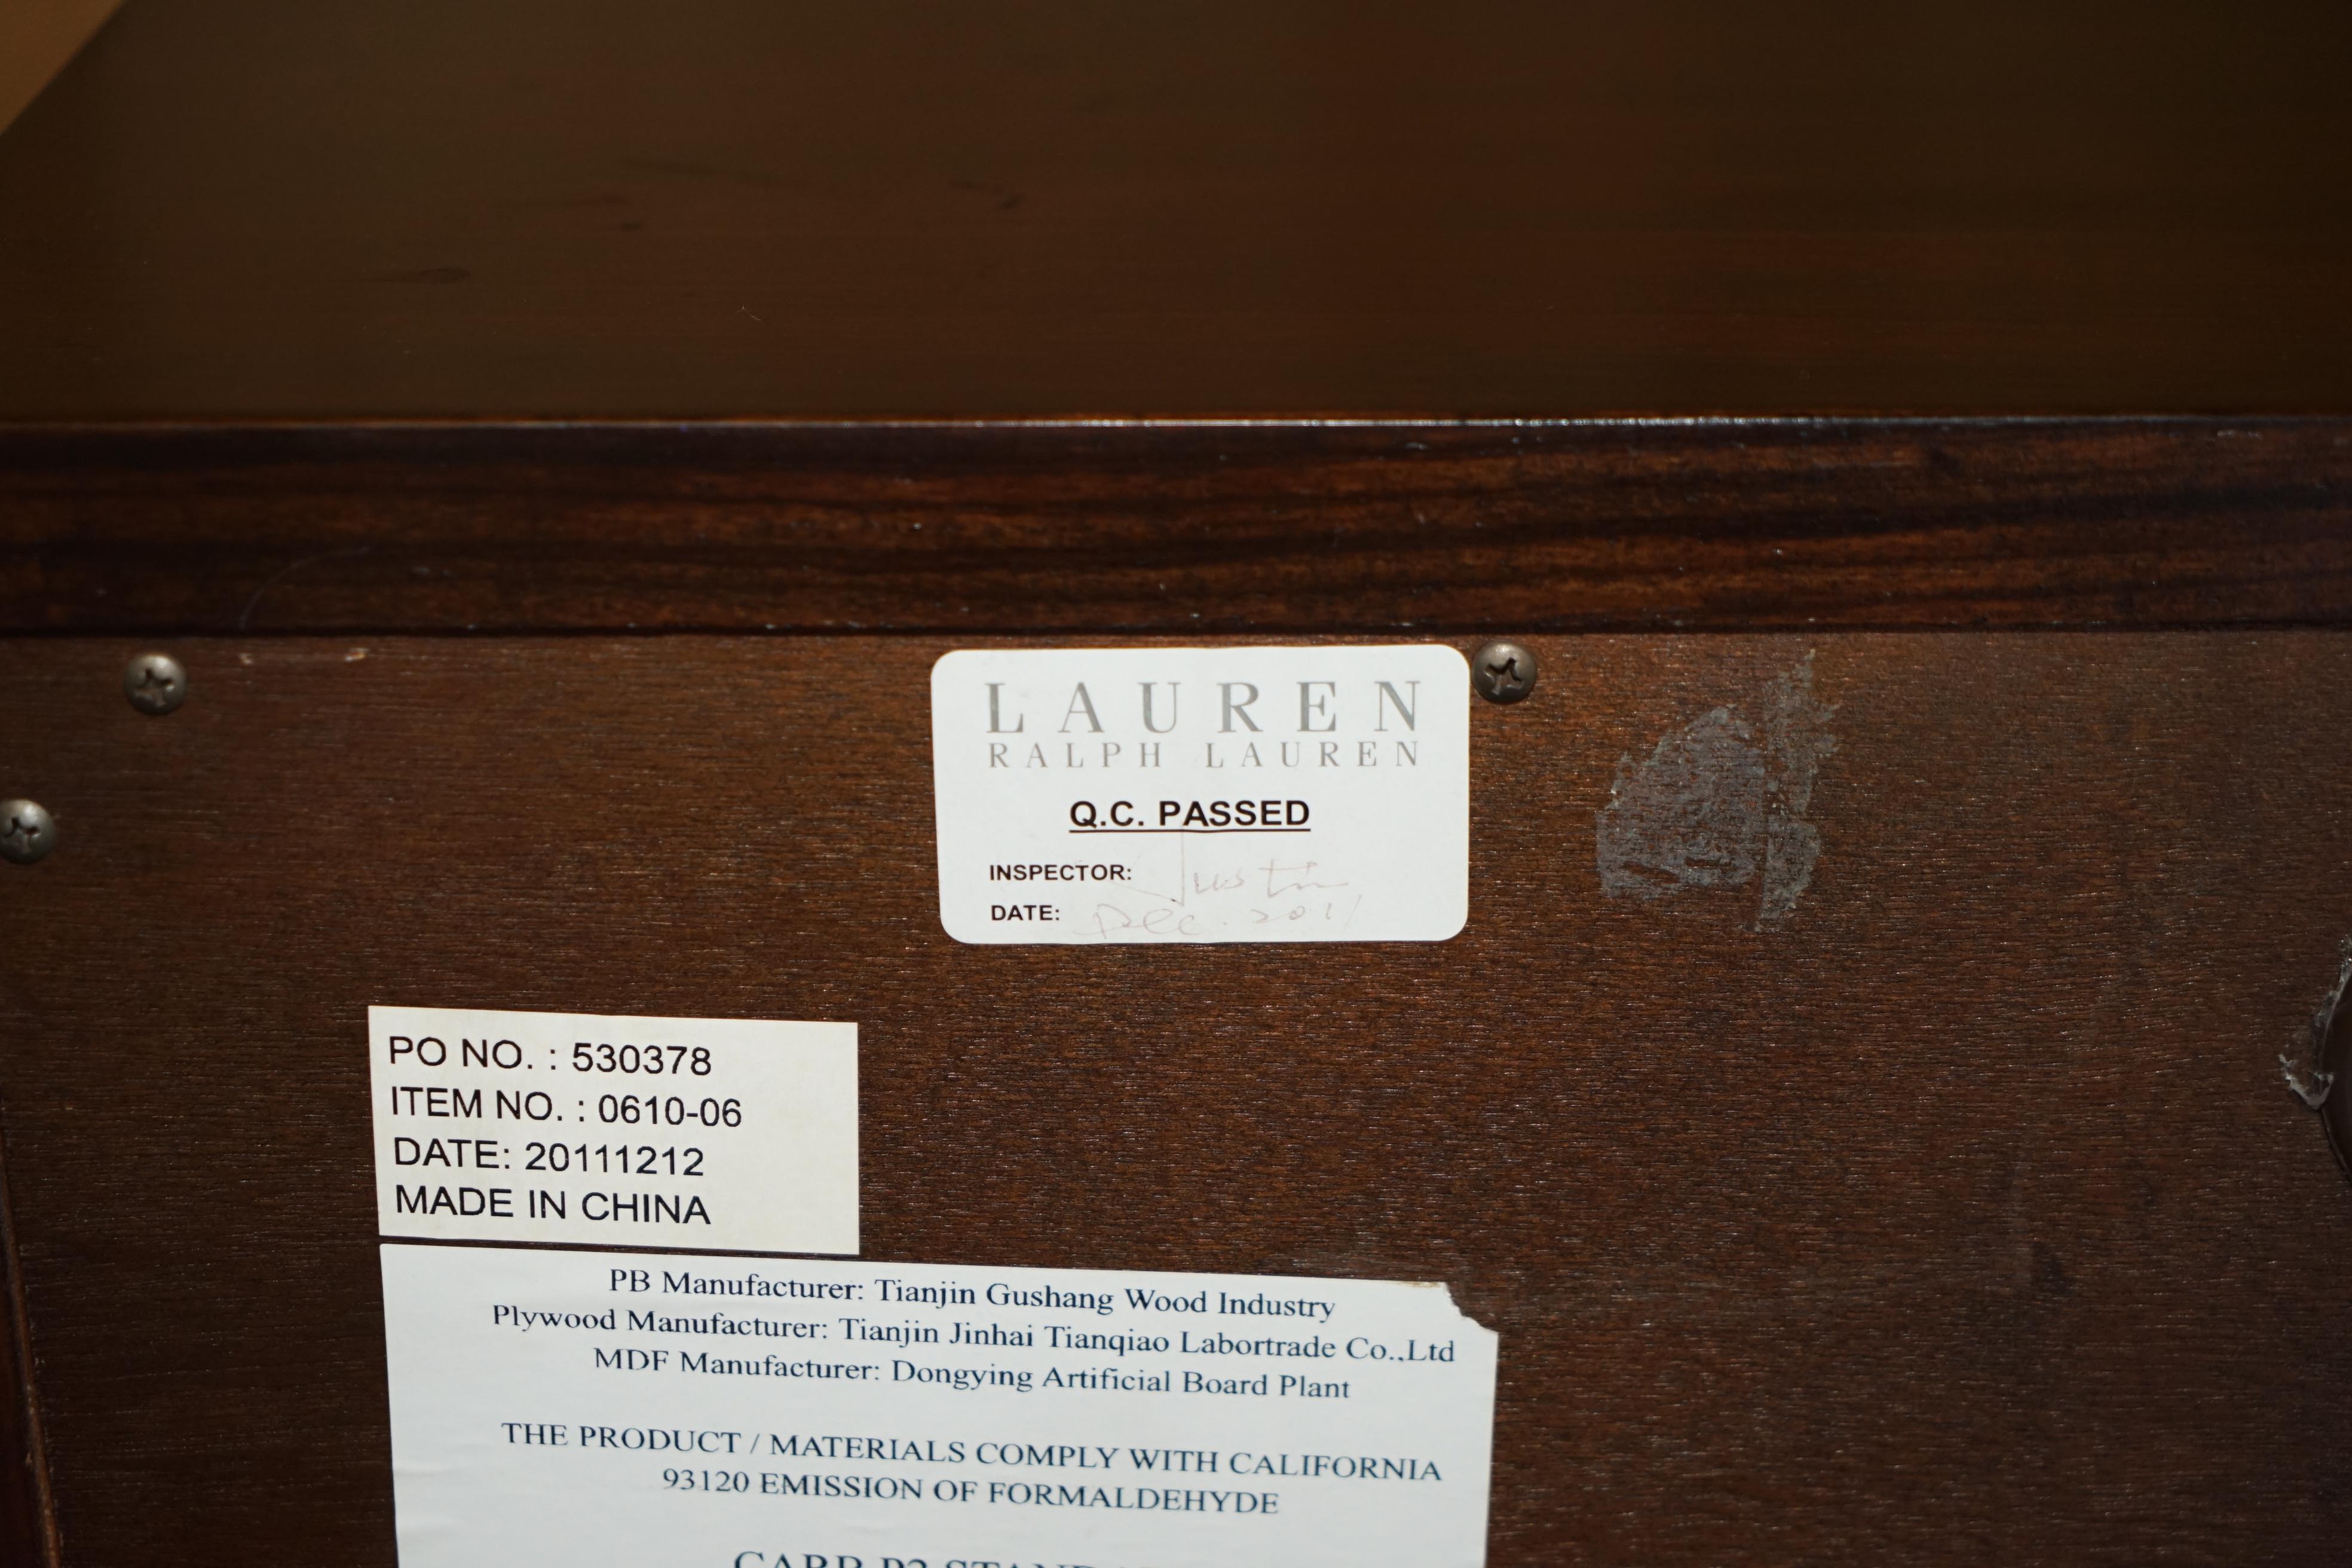 LAUREN
RALPH LAUREN
Q.C. PASSED
INSPECTOR: Justin
DATE: Dec. 2011
PO NO. : 530378
ITEM NO. : 0610-06
DATE: 20111212
MADE IN CHINA
PB Manufacturer: Tianjin Gushang Wood Industry
Plywood Manufacturer: Tianjin Jinhai Tianqiao Labortrade Co.,Ltd
MDF Manufacturer: Dongying Artificial Board Plant
THE PRODUCT / MATERIALS COMPLY WITH CALIFORNIA
93120 EMISSION OF FORMALDEHYDE